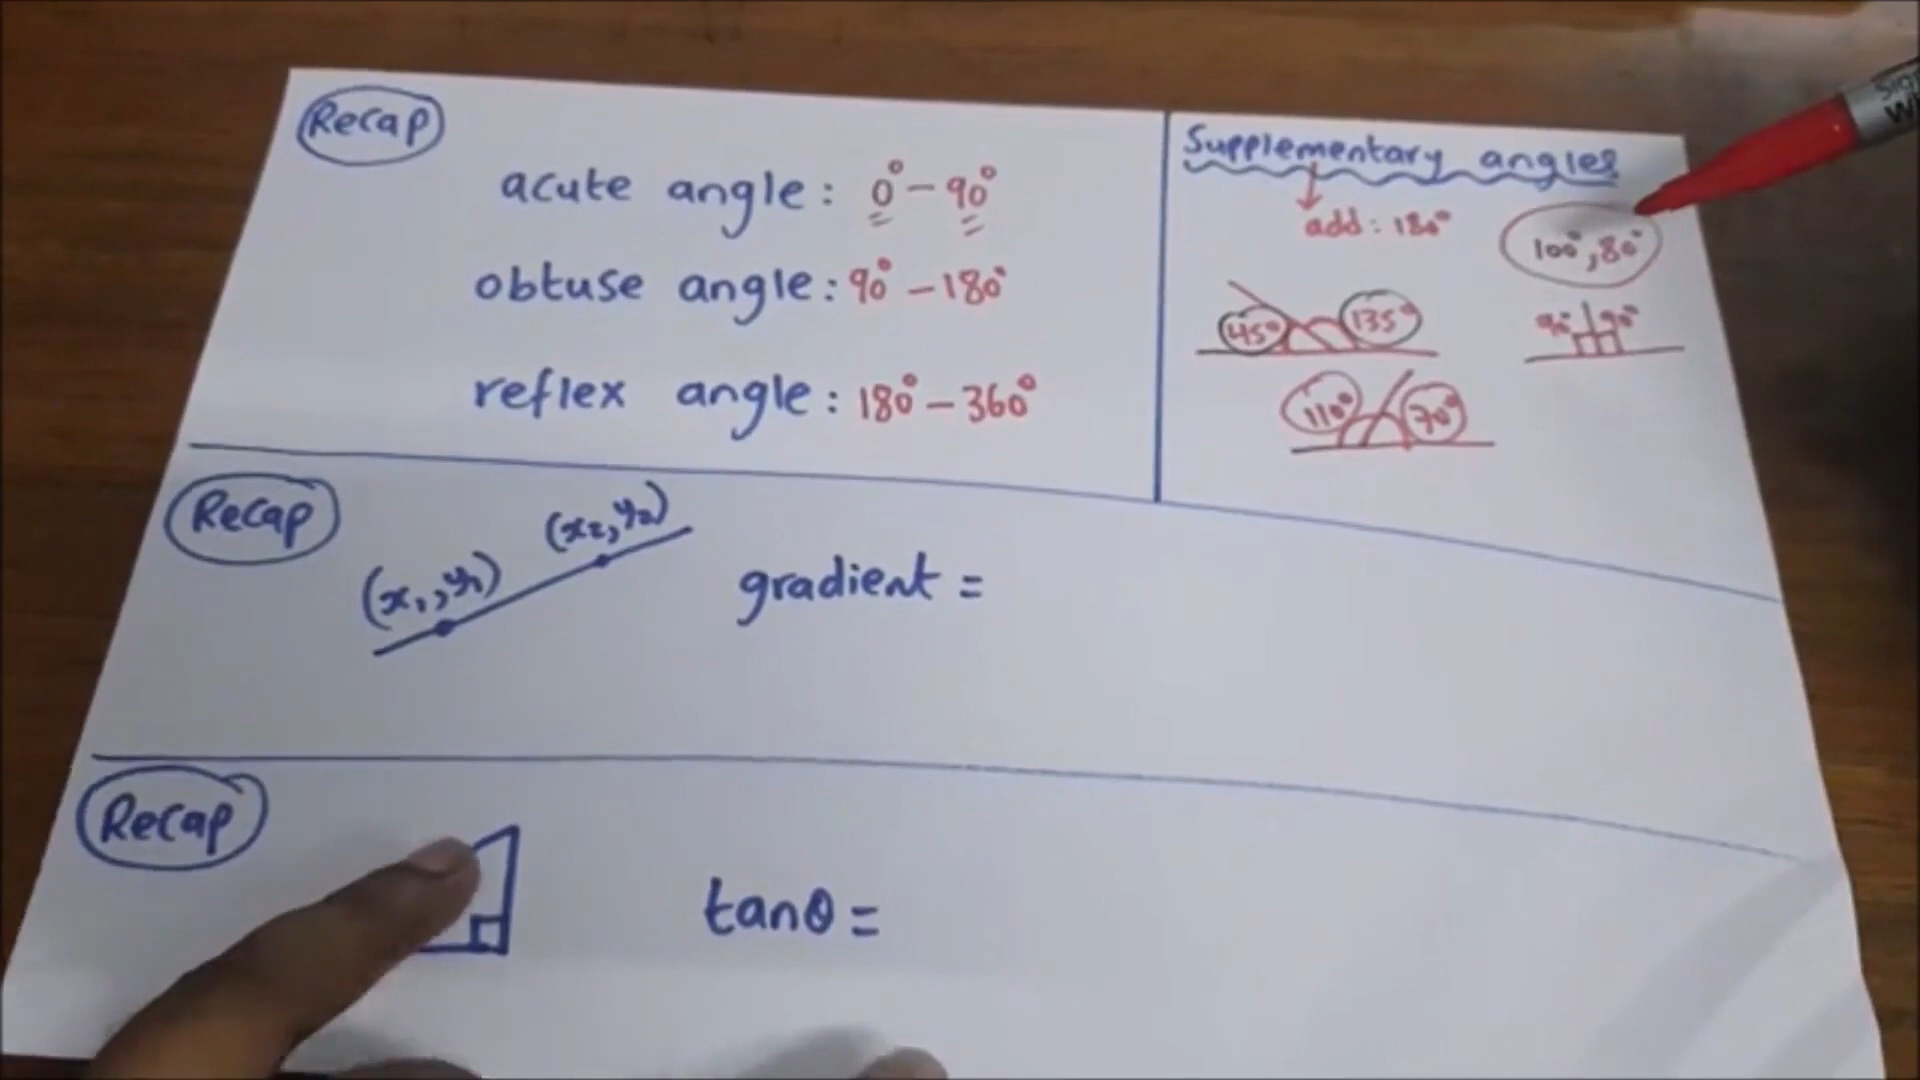 Recap
acute angle: 0° - 90°
obtuse angle: 90° - 180°
reflex angle: 180° - 360°
Supplementary angles
add: 180°
100°, 80°
45° 135°
90° 90°
110° 70°
Recap
(x₁, y₁) (x₂, y₂)
gradient =
Recap
tanθ =